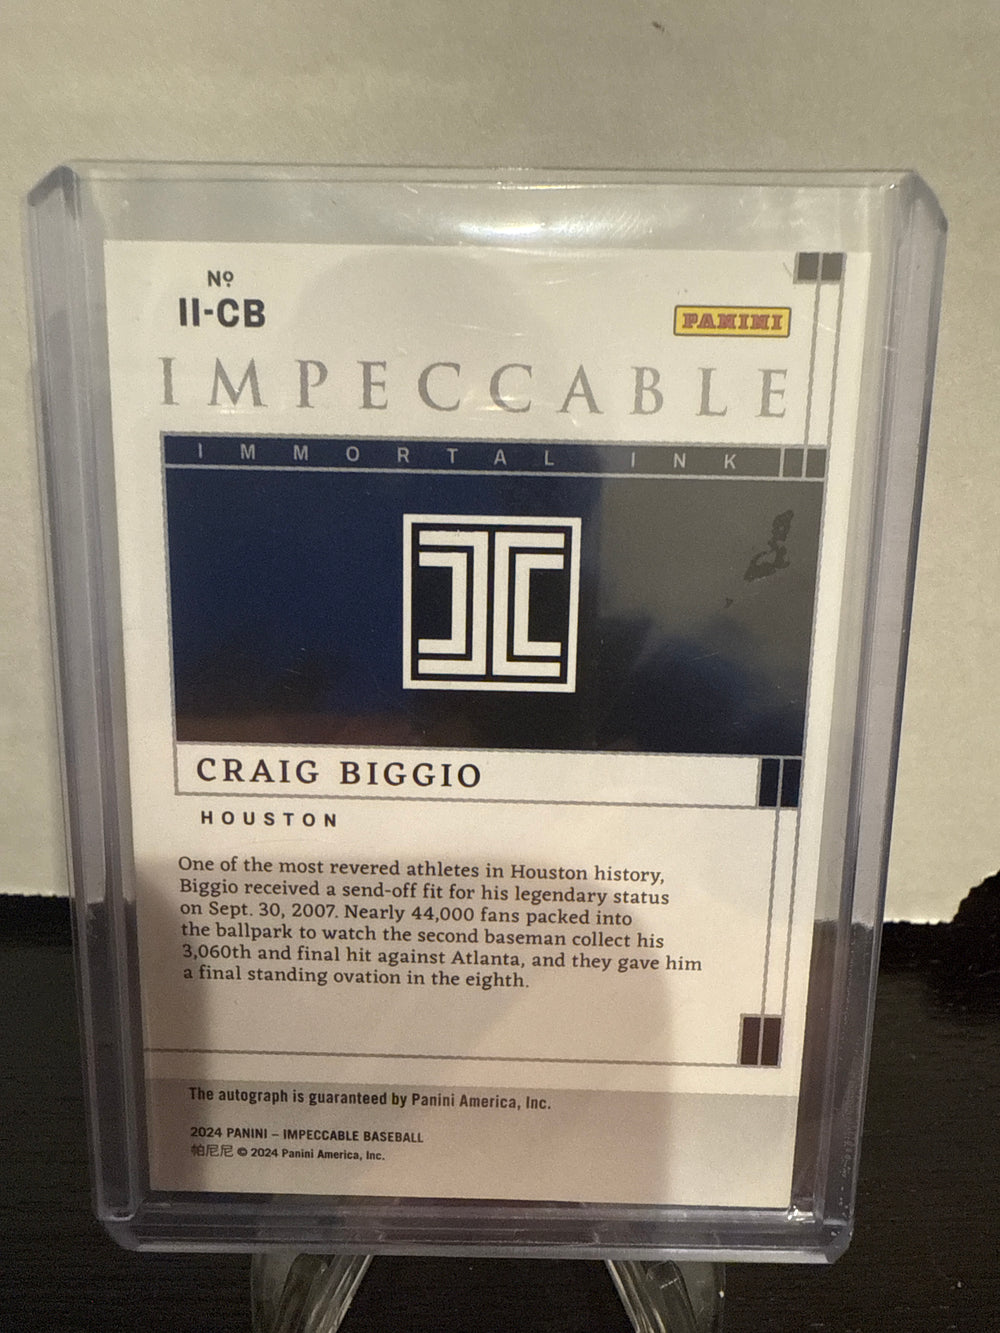 Nº
II-CB
PANINI
IMPECCABLE
IMMORTAL INK
CRAIG BIGGIO
HOUSTON
One of the most revered athletes in Houston history,
Biggio received a send-off fit for his legendary status
on Sept. 30, 2007. Nearly 44,000 fans packed into
the ballpark to watch the second baseman collect his
3,060th and final hit against Atlanta, and they gave him
a final standing ovation in the eighth.
The autograph is guaranteed by Panini America, Inc.
2024 PANINI – IMPECCABLE BASEBALL
帕尼尼 © 2024 Panini America, Inc.